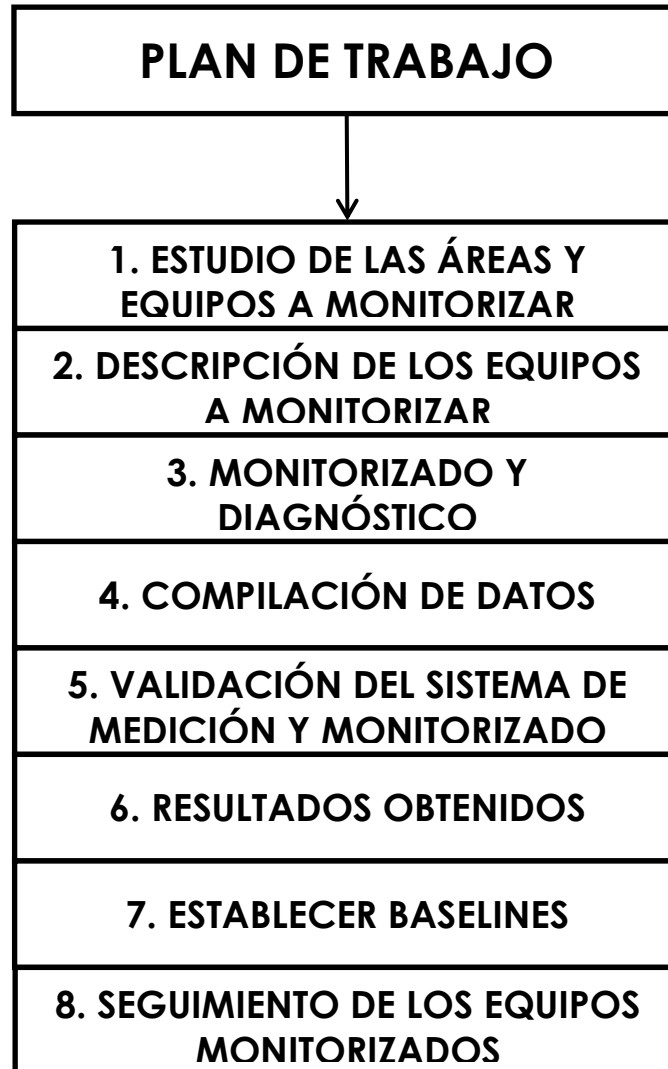 PLAN DE TRABAJO
1. ESTUDIO DE LAS ÁREAS Y
EQUIPOS A MONITORIZAR
2. DESCRIPCIÓN DE LOS EQUIPOS
A MONITORIZAR
3. MONITORIZADO Y
DIAGNÓSTICO
4. COMPILACIÓN DE DATOS
5. VALIDACIÓN DEL SISTEMA DE
MEDICIÓN Y MONITORIZADO
6. RESULTADOS OBTENIDOS
7. ESTABLECER BASELINES
8. SEGUIMIENTO DE LOS EQUIPOS
MONITORIZADOS